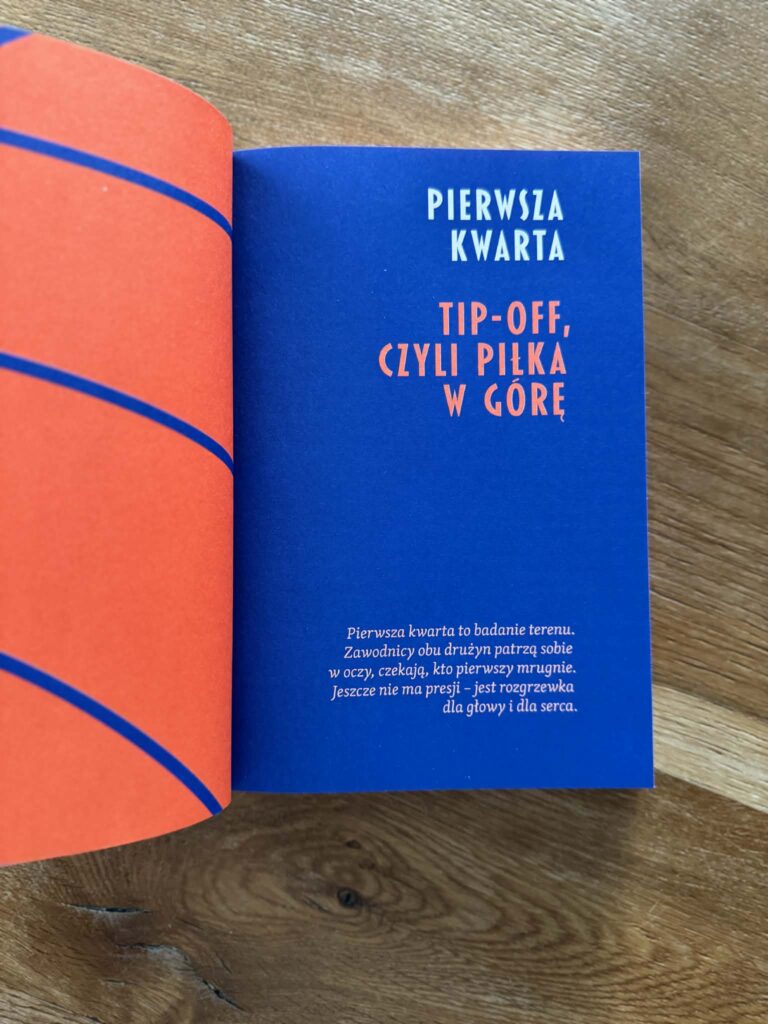 PIERWSZA
KWARTA
TIP-OFF,
CZYLI PIŁKA
W GÓRĘ
Pierwsza kwarta to badanie terenu.
Zawodnicy obu drużyn patrzą sobie
w oczy, czekają, kto pierwszy mrugnie.
Jeszcze nie ma presji – jest rozgrzewka
dla głowy i dla serca.